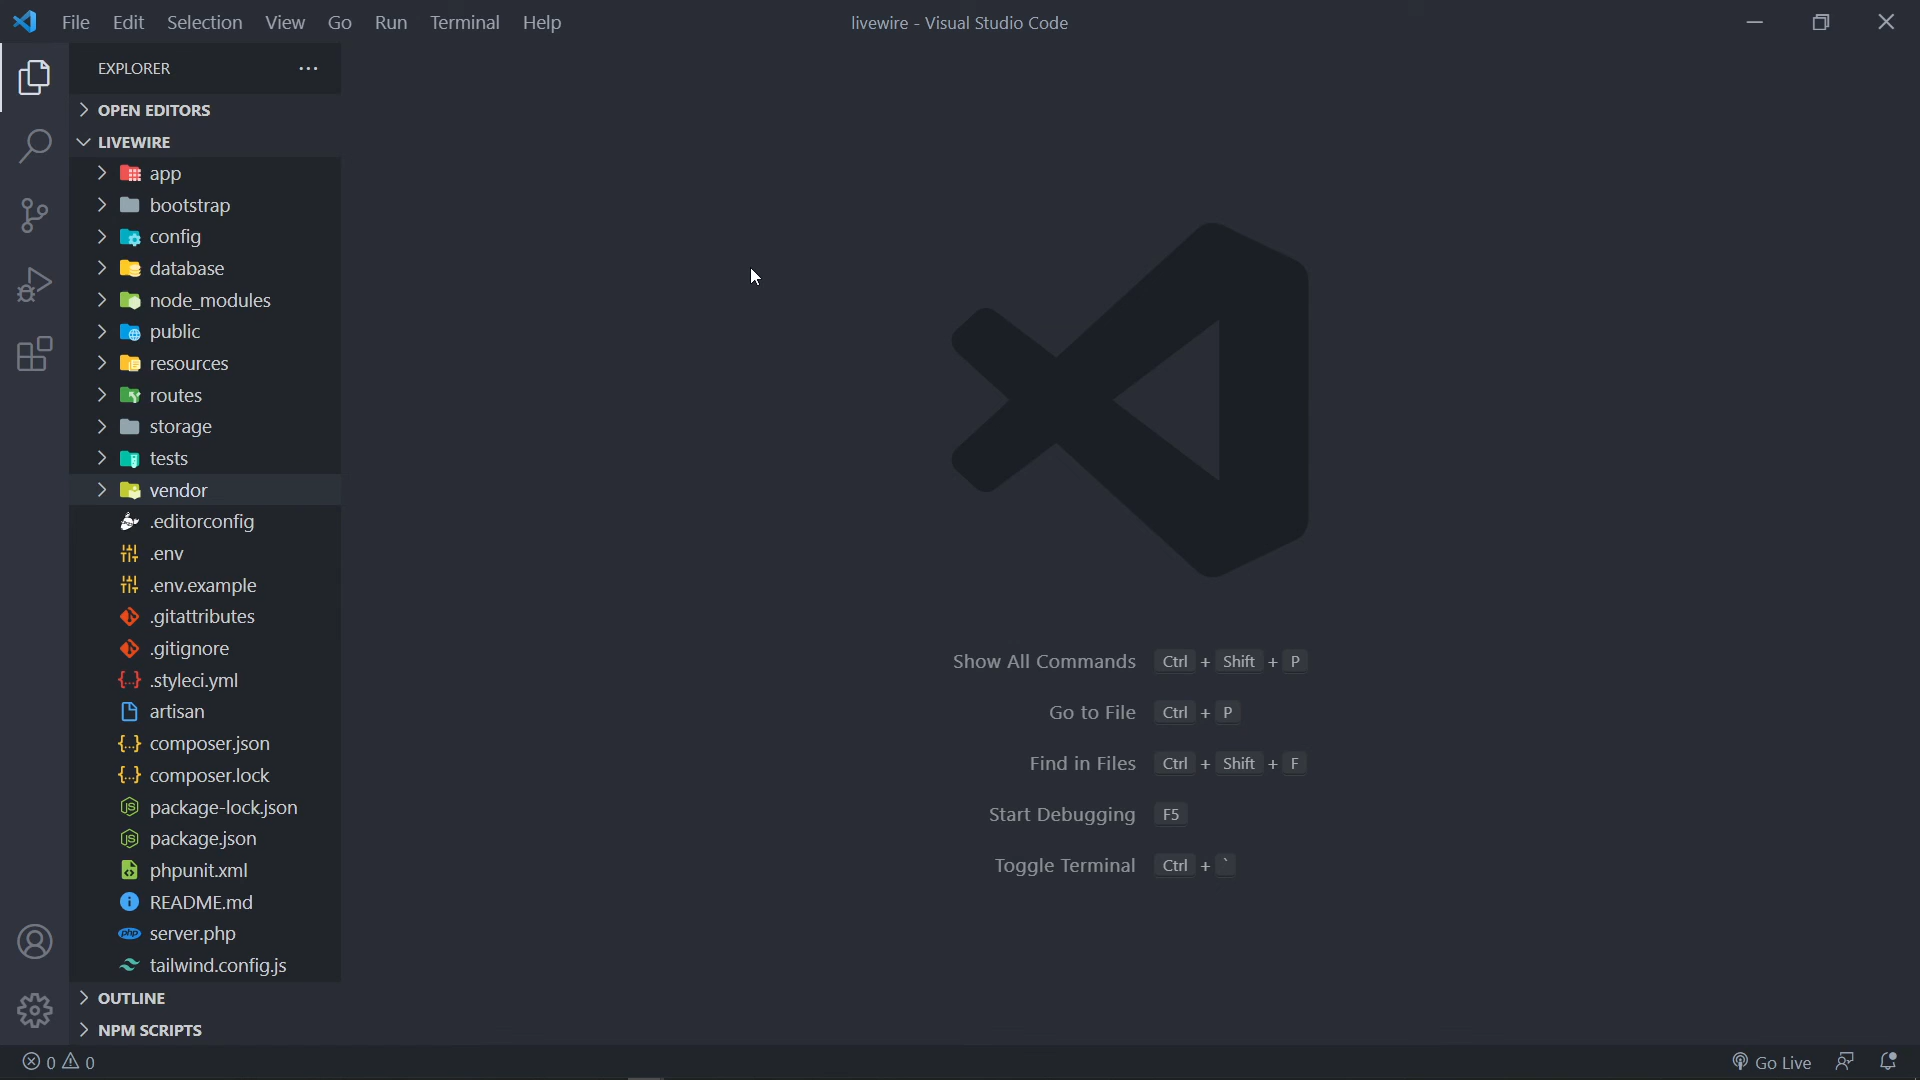 File Edit Selection View Go Run Terminal Help
livewire - Visual Studio Code
EXPLORER
OPEN EDITORS
LIVEWIRE
app
bootstrap
config
database
node_modules
public
resources
routes
storage
tests
vendor
.editorconfig
.env
.env.example
.gitattributes
.gitignore
.styleci.yml
artisan
composer.json
composer.lock
package-lock.json
package.json
phpunit.xml
README.md
php server.php
tailwind.config.js
OUTLINE
NPM SCRIPTS
Show All Commands Ctrl + Shift + P
Go to File Ctrl + P
Find in Files Ctrl + Shift + F
Start Debugging F5
Toggle Terminal Ctrl + `
0 0
Go Live